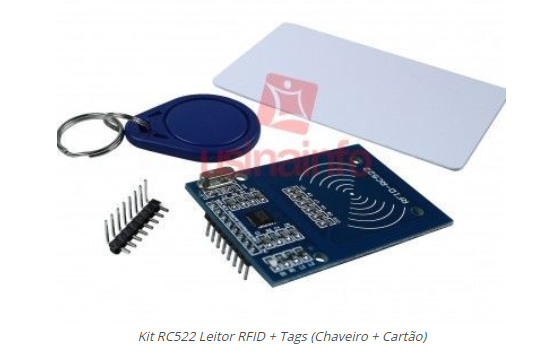 usinainfo
RFID-RC522
Kit RC522 Leitor RFID + Tags (Chaveiro + Cartão)